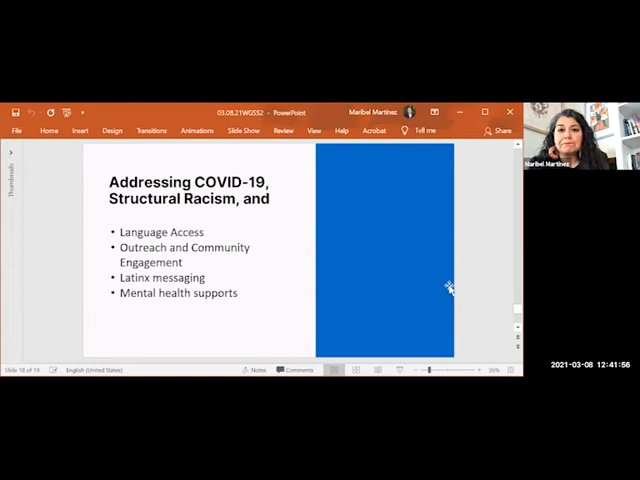 03.08.21WGSS2 - PowerPoint
Maribel Martinez
File Home Insert Design Transitions Animations Slide Show Review View Help Acrobat Tell me Share
Thumbnails
Addressing COVID-19,
Structural Racism, and
• Language Access
• Outreach and Community
Engagement
• Latinx messaging
• Mental health supports
Maribel Martinez
2021-03-08 12:41:56
Slide 18 of 19 English (United States) Notes Comments 36%